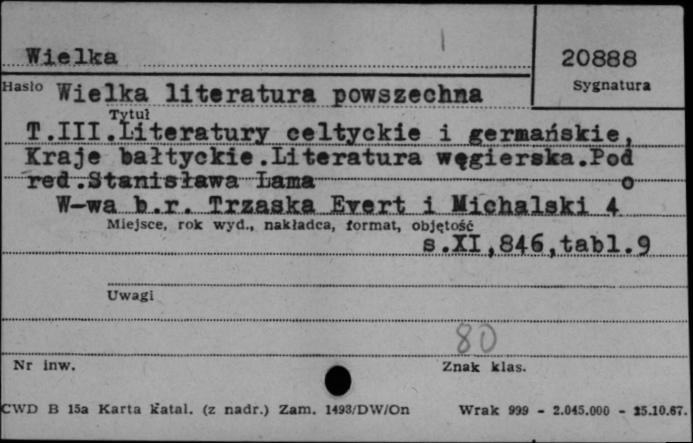 Wielka
20888
Hasło
Sygnatura
Wielka literatura powszechna
Tytuł
T.III.Literatury celtyckie i germańskie,
Kraje bałtyckie.Literatura węgierska.Pod
red.Stanisława Lama
W-wa b.r. Trzaska Evert i Michalski 4o
Miejsce, rok wyd., nakładca, format, objętość
s.XI,846,tabl.9
Uwagi
80
Nr inw.
Znak klas.
CWD B 15a Karta katal. (z nadr.) Zam. 1493/DW/On Wrak 999 - 2.045.000 - 25.10.67.